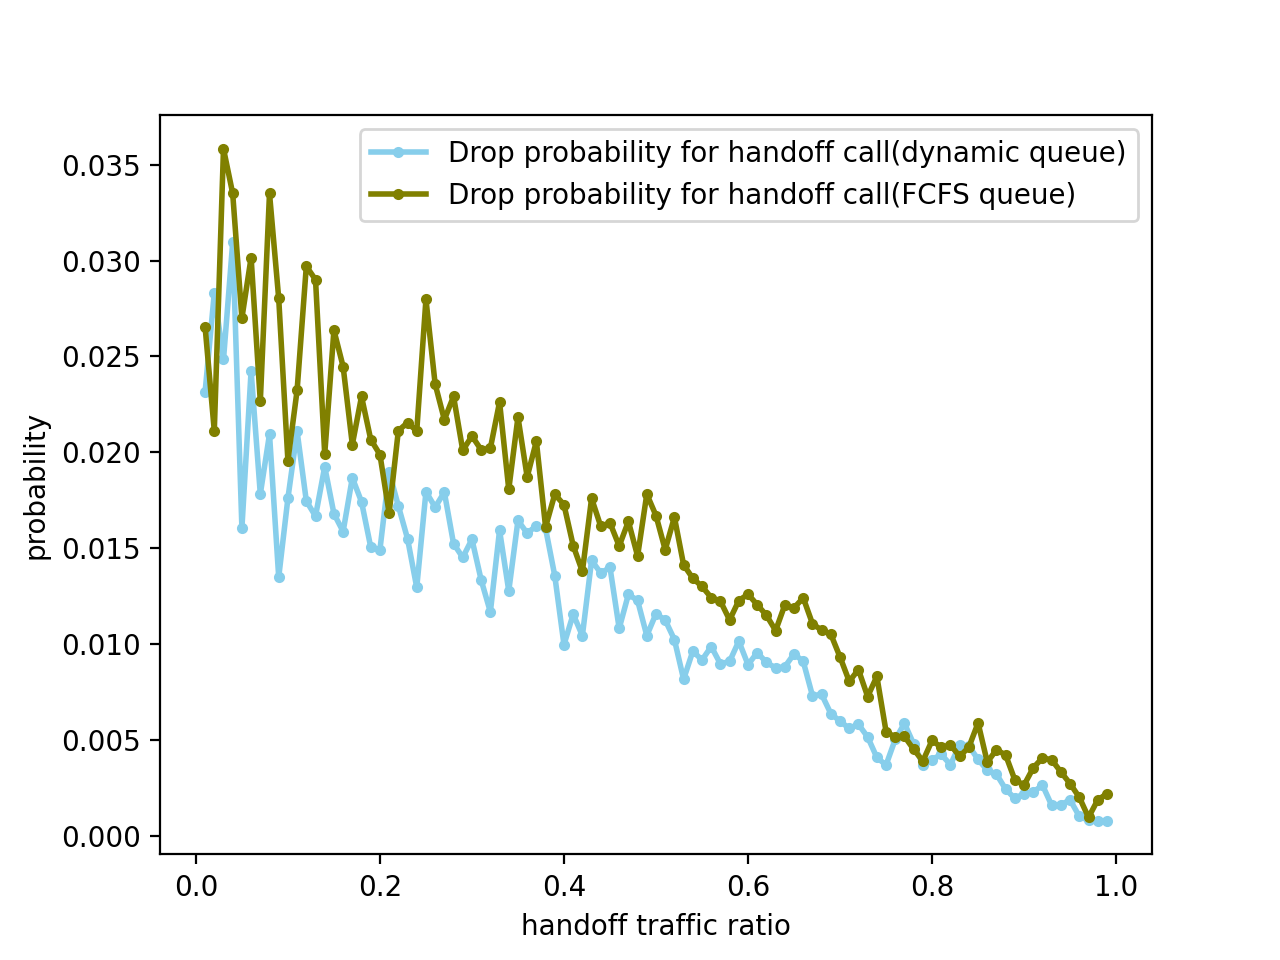 Drop probability for handoff call(dynamic queue)
Drop probability for handoff call(FCFS queue)
probability
0.035
0.030
0.025
0.020
0.015
0.010
0.005
0.000
0.0 0.2 0.4 0.6 0.8 1.0
handoff traffic ratio